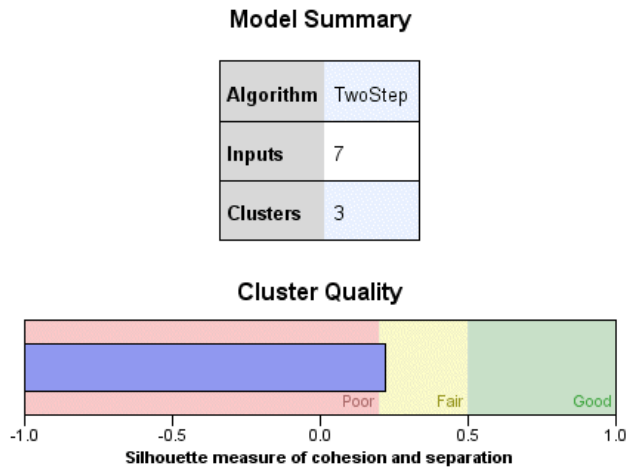 Model Summary
Algorithm TwoStep
Inputs 7
Clusters 3
Cluster Quality
Poor Fair Good
-1.0 -0.5 0.0 0.5 1.0
Silhouette measure of cohesion and separation